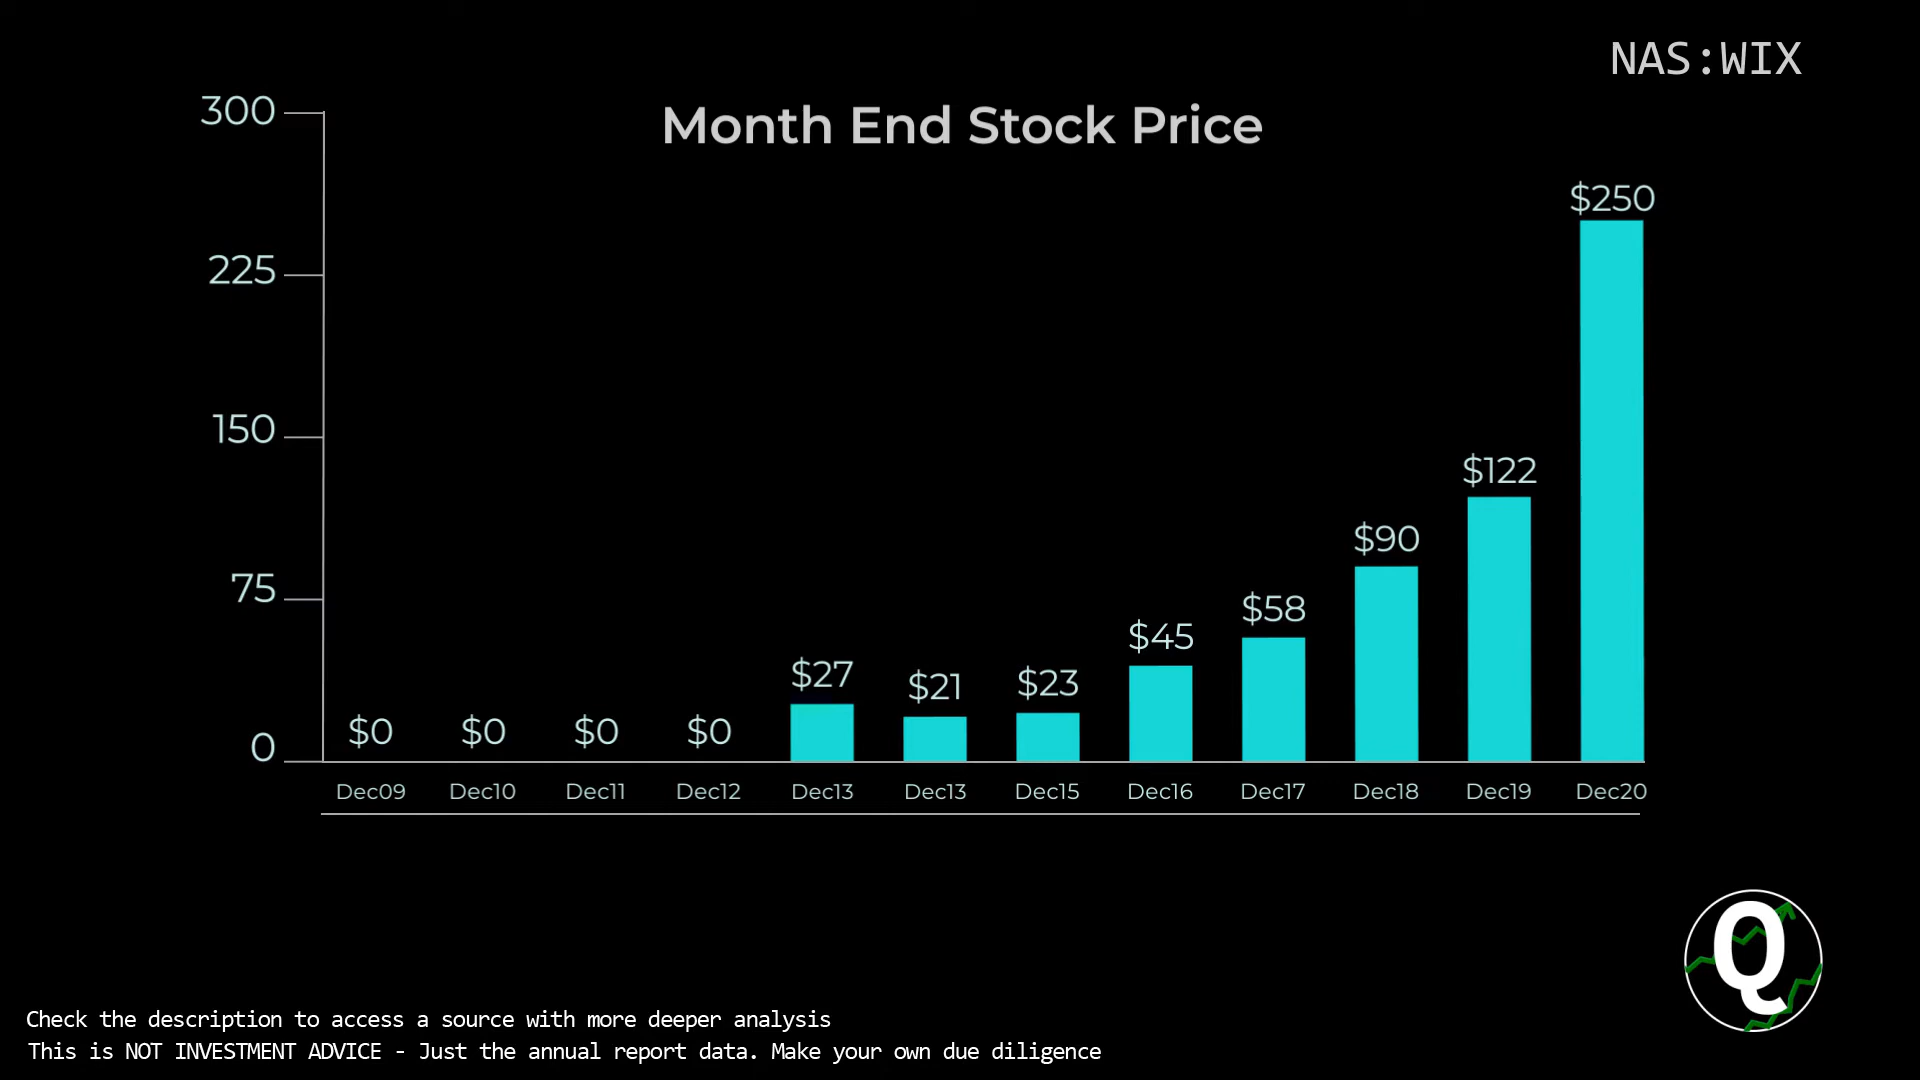 NAS:WIX
Month End Stock Price
300
225
150
75
0
$0 $0 $0 $0 $27 $21 $23 $45 $58 $90 $122 $250
Dec09 Dec10 Dec11 Dec12 Dec13 Dec13 Dec15 Dec16 Dec17 Dec18 Dec19 Dec20
Q
Check the description to access a source with more deeper analysis
This is NOT INVESTMENT ADVICE - Just the annual report data. Make your own due diligence